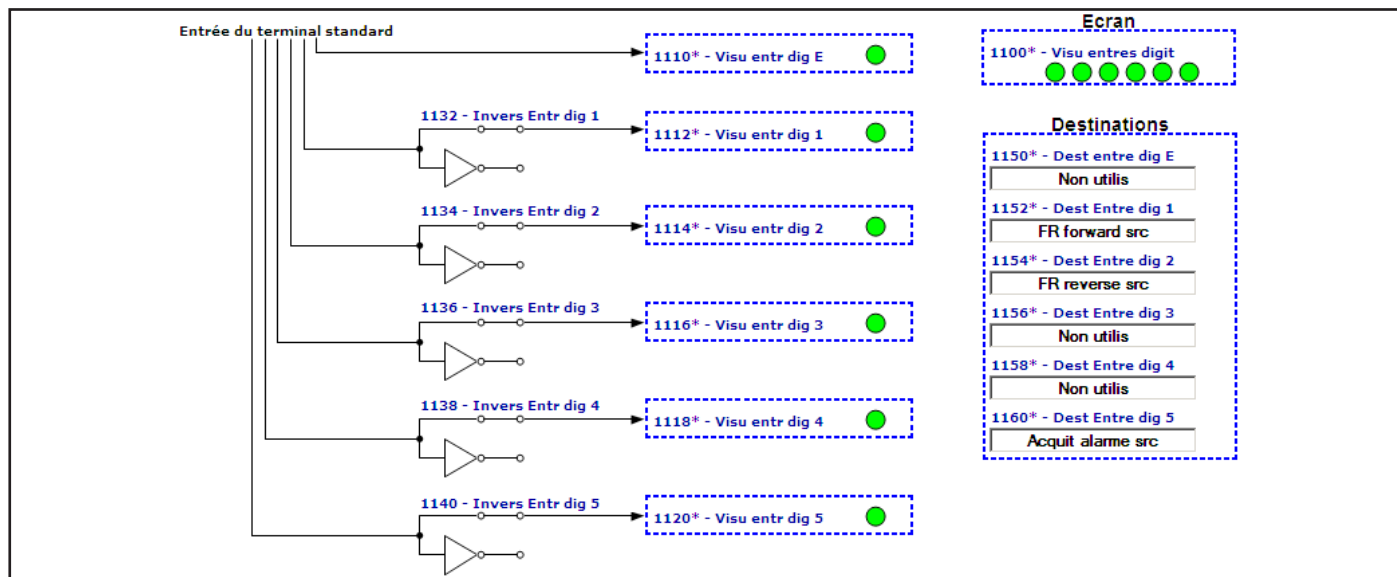 Entrée du terminal standard
1110* - Visu entr dig E
1132 - Invers Entr dig 1
1112* - Visu entr dig 1
1134 - Invers Entr dig 2
1114* - Visu entr dig 2
1136 - Invers Entr dig 3
1116* - Visu entr dig 3
1138 - Invers Entr dig 4
1118* - Visu entr dig 4
1140 - Invers Entr dig 5
1120* - Visu entr dig 5
Ecran
1100* - Visu entres digit
Destinations
1150* - Dest entre dig E
Non utilis
1152* - Dest Entre dig 1
FR forward src
1154* - Dest Entre dig 2
FR reverse src
1156* - Dest Entre dig 3
Non utilis
1158* - Dest Entre dig 4
Non utilis
1160* - Dest Entre dig 5
Acquit alarme src